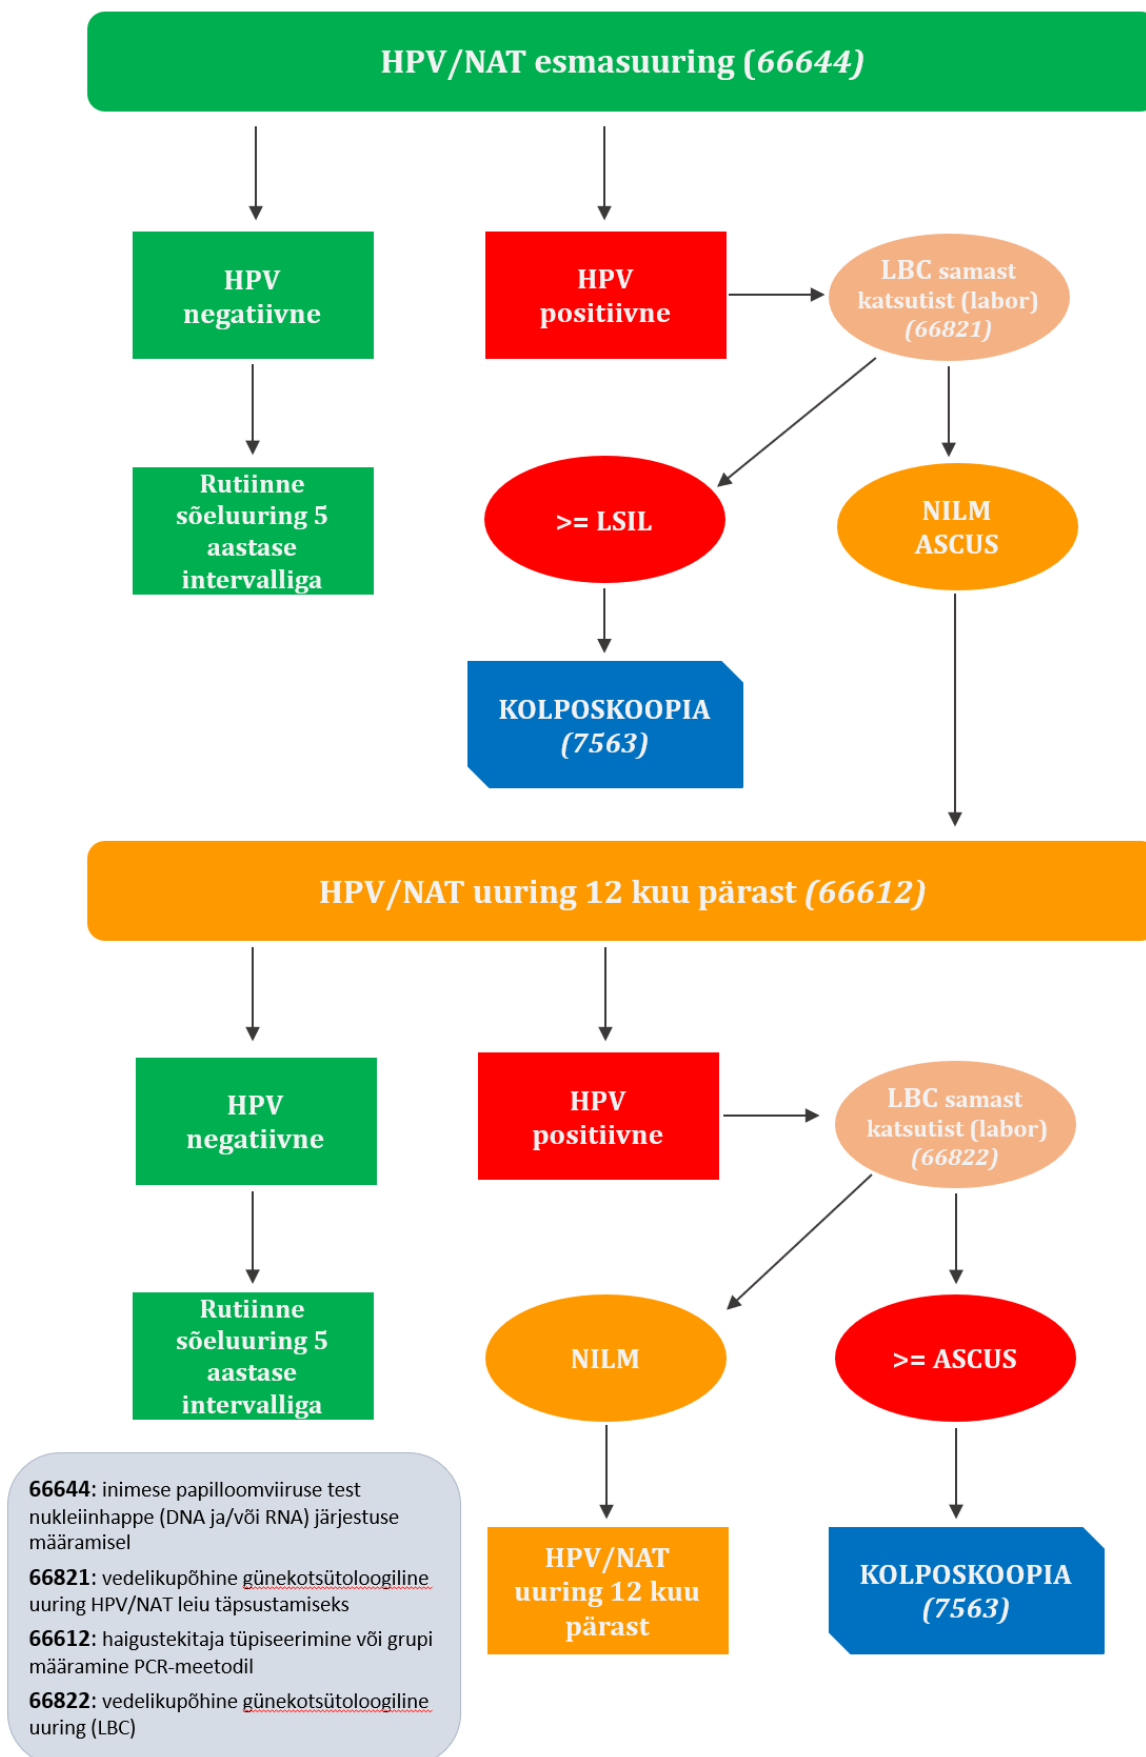 HPV/NAT esmasuuring (66644)
HPV
negatiivne
HPV
positiivne
LBC samast
katsutist (labor)
(66821)
Rutiinne
sõeluuring 5
aastase
intervalliga
>= LSIL
NILM
ASCUS
KOLPOSKOOPIA
(7563)
HPV/NAT uuring 12 kuu pärast (66612)
HPV
negatiivne
HPV
positiivne
LBC samast
katsutist (labor)
(66822)
Rutiinne
sõeluuring 5
aastase
intervalliga
NILM
>= ASCUS
HPV/NAT
uuring 12 kuu
pärast
KOLPOSKOOPIA
(7563)
66644: inimese papilloomviiruse test
nukleiinhappe (DNA ja/või RNA) järjestuse
määramisel
66821: vedelikupõhine günekotsütoloogiline
uuring HPV/NAT leiu täpsustamiseks
66612: haigustekitaja tüpiseerimine või grupi
määramine PCR-meetodil
66822: vedelikupõhine günekotsütoloogiline
uuring (LBC)